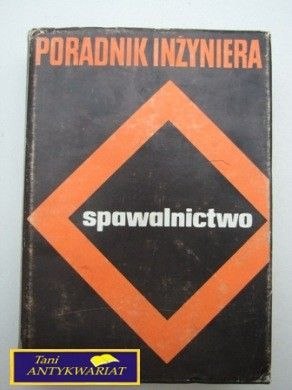 PORADNIK INŻYNIERA
spawalnictwo
Tani
ANTYKWARIAT